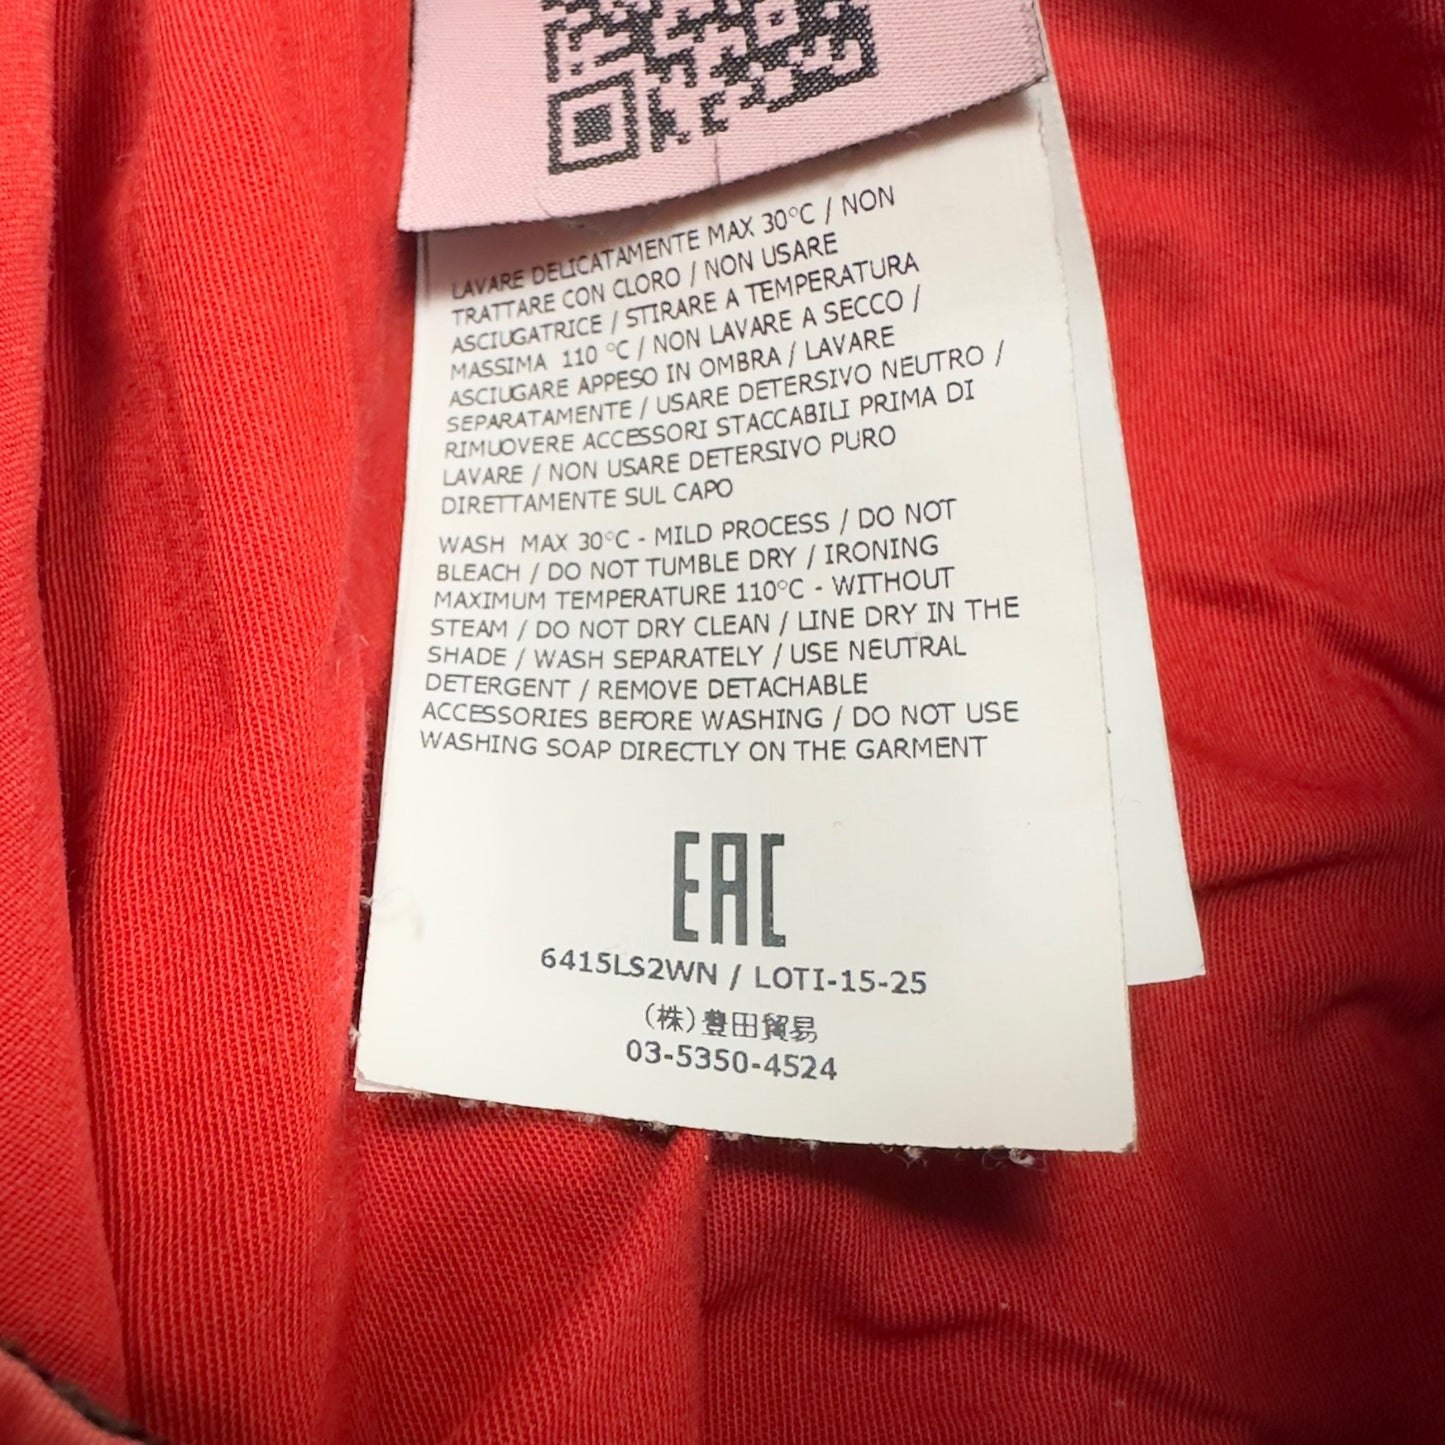 LAVARE DELICATAMENTE MAX 30°C / NON
TRATTARE CON CLORO / NON USARE
ASCIUGATRICE / STIRARE A TEMPERATURA
MASSIMA 110 °C / NON LAVARE A SECCO /
ASCIUGARE APPESO IN OMBRA / LAVARE
SEPARATAMENTE / USARE DETERSIVO NEUTRO /
RIMUOVERE ACCESSORI STACCABILI PRIMA DI
LAVARE / NON USARE DETERSIVO PURO
DIRETTAMENTE SUL CAPO
WASH MAX 30°C - MILD PROCESS / DO NOT
BLEACH / DO NOT TUMBLE DRY / IRONING
MAXIMUM TEMPERATURE 110°C - WITHOUT
STEAM / DO NOT DRY CLEAN / LINE DRY IN THE
SHADE / WASH SEPARATELY / USE NEUTRAL
DETERGENT / REMOVE DETACHABLE
ACCESSORIES BEFORE WASHING / DO NOT USE
WASHING SOAP DIRECTLY ON THE GARMENT
EAC
6415LS2WN / LOTI-15-25
(株)豊田貿易
03-5350-4524